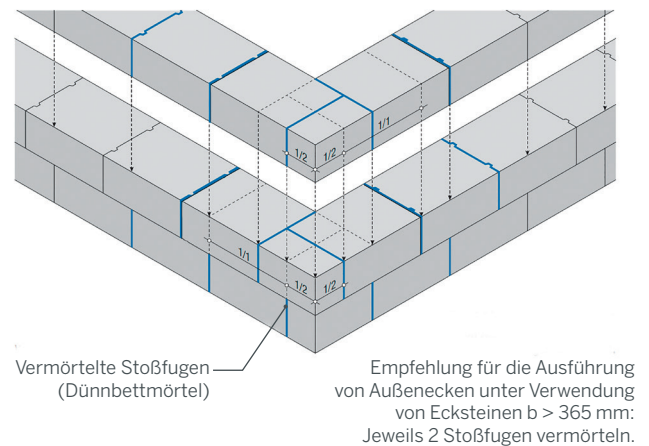 1/1
1/2
1/2
1/1
1/2
1/2
Vermörtelte Stoßfugen
(Dünnbettmörtel)
Empfehlung für die Ausführung
von Außenecken unter Verwendung
von Ecksteinen b > 365 mm:
Jeweils 2 Stoßfugen vermörteln.